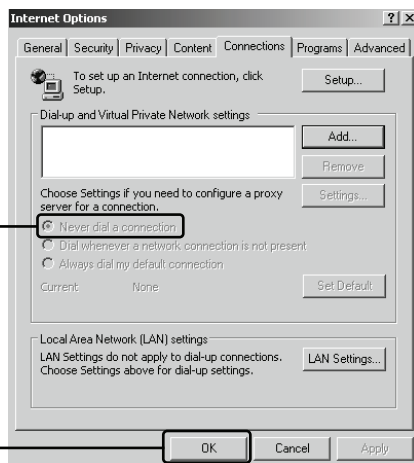 Internet Options
General Security Privacy Content Connections Programs Advanced
To set up an Internet connection, click
Setup.
Setup...
Dial-up and Virtual Private Network settings
Add...
Remove
Choose Settings if you need to configure a proxy
server for a connection.
Settings...
Never dial a connection
Dial whenever a network connection is not present
Always dial my default connection
Current None
Set Default
Local Area Network (LAN) settings
LAN Settings do not apply to dial-up connections.
Choose Settings above for dial-up settings.
LAN Settings...
OK Cancel Apply